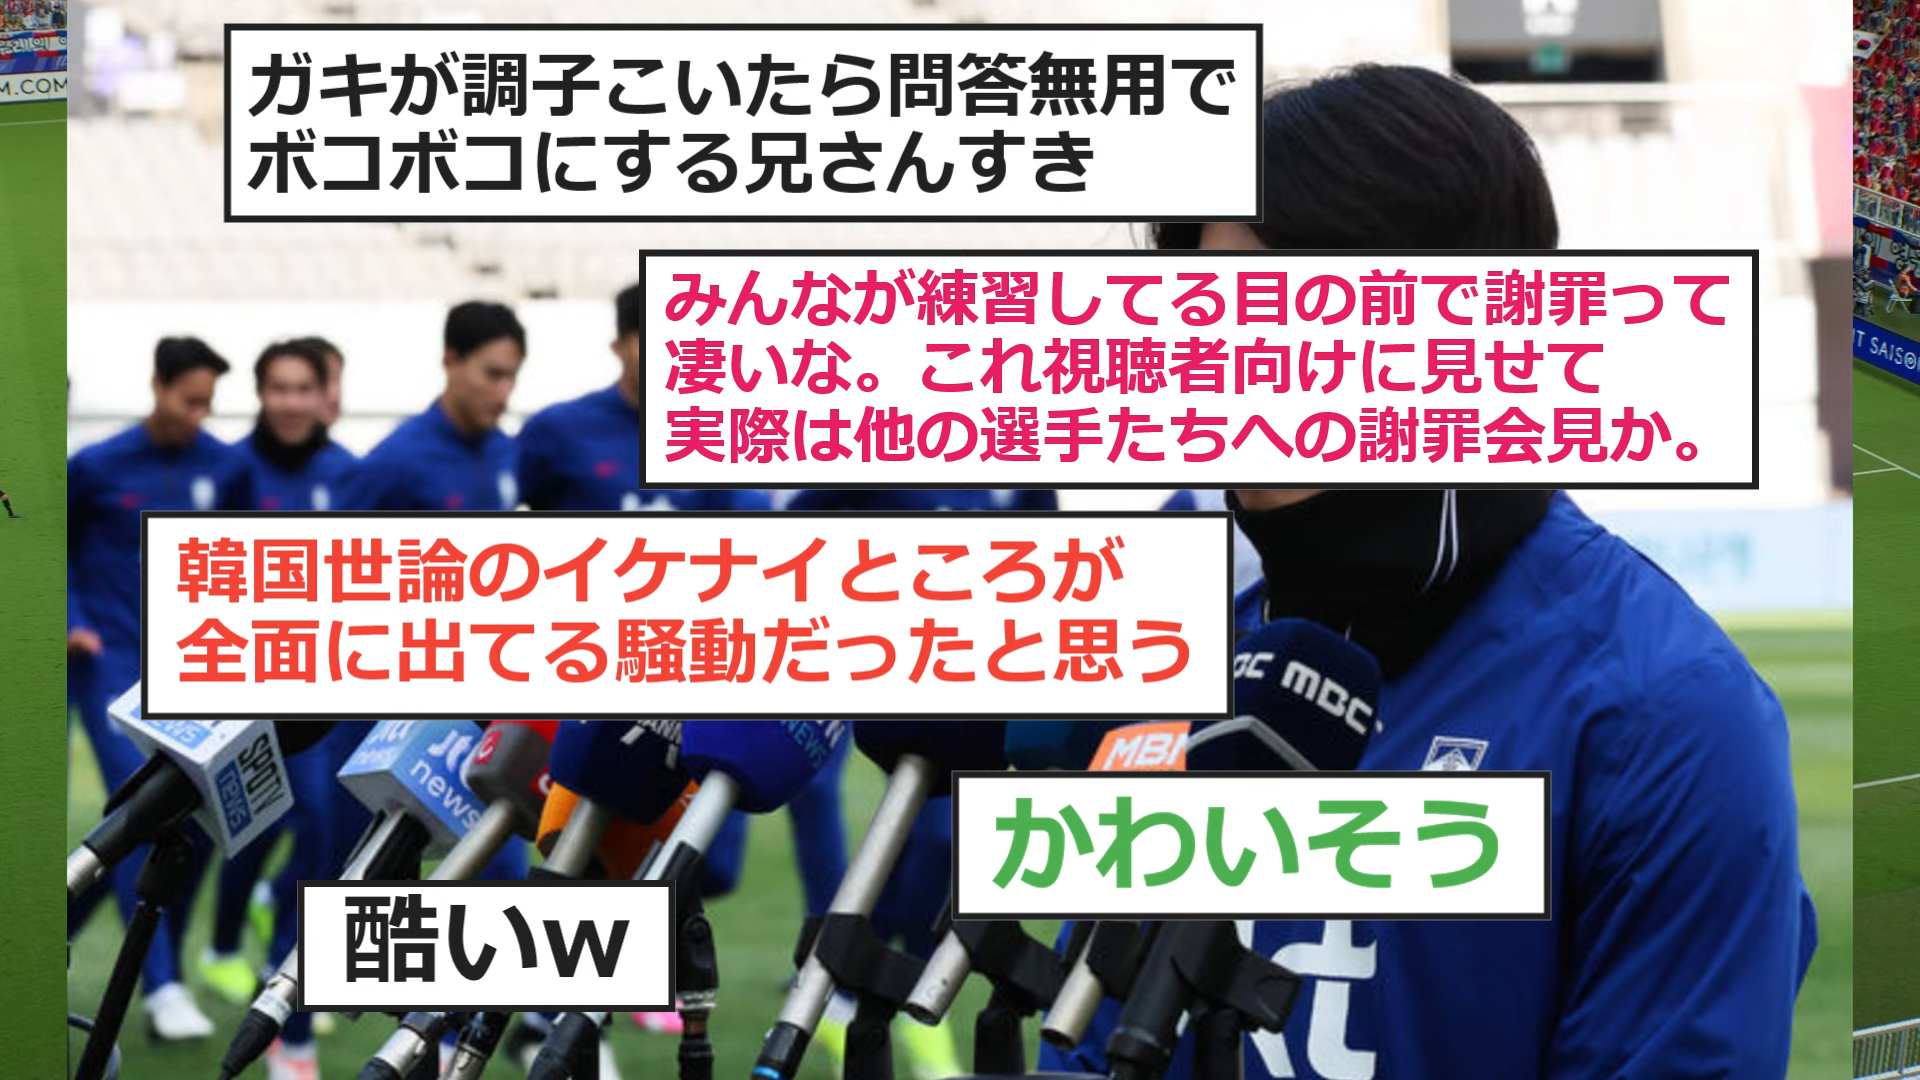 M.COM
ガキが調子こいたら問答無用で
ボコボコにする兄さんすき
みんなが練習してる目の前で謝罪って
凄いな。これ視聴者向けに見せて
実際は他の選手たちへの謝罪会見か。
韓国世論のイケナイところが
全面に出てる騒動だったと思う
MBC
SPOTV
NEWS
news
news
NEWS
MBN
かわいそう
酷いw